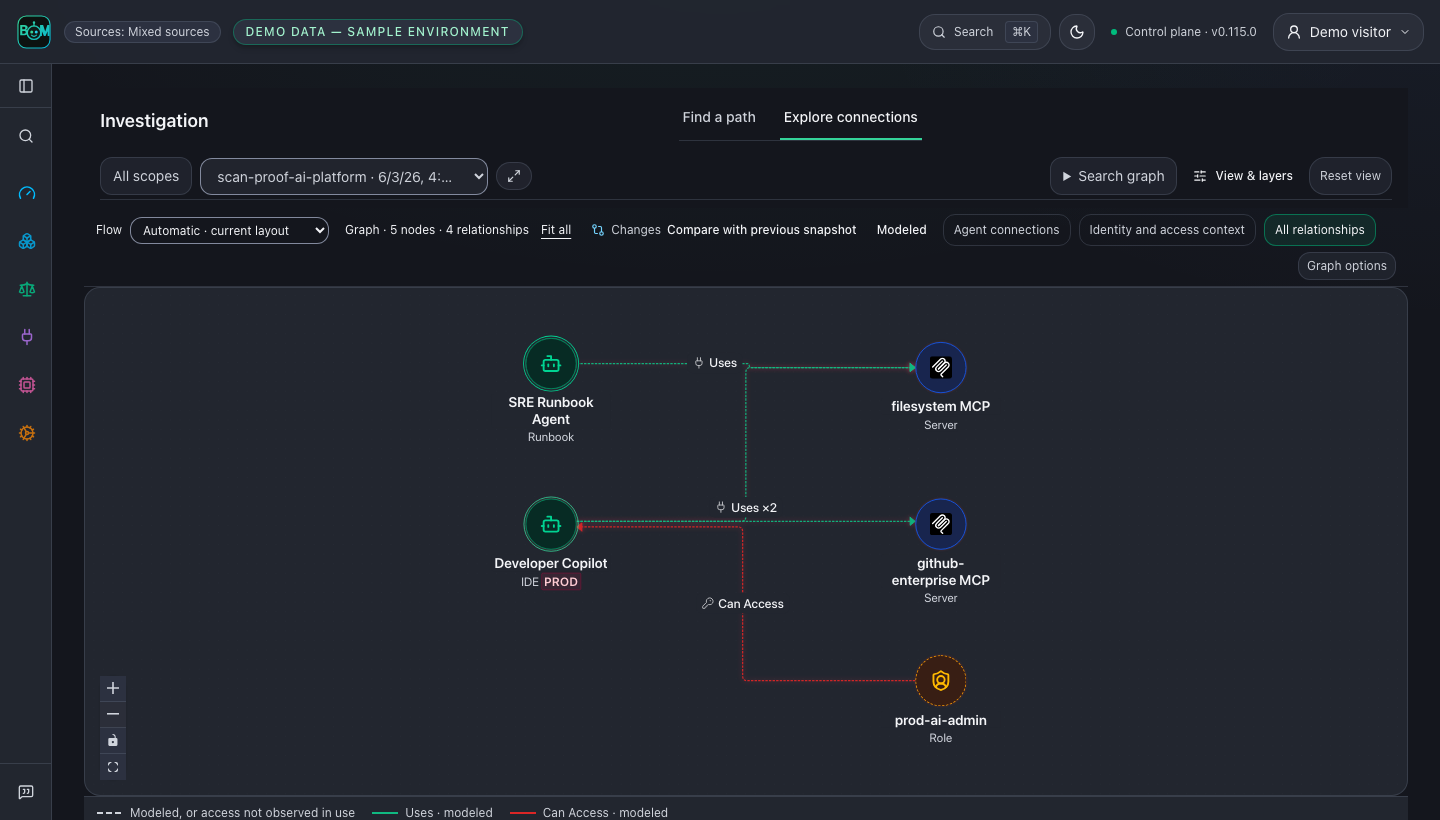 BOM
Sources: Mixed sources
DEMO DATA — SAMPLE ENVIRONMENT
Search ⌘K
Control plane · v0.115.0
Demo visitor
Investigation
Find a path
Explore connections
All scopes
scan-proof-ai-platform · 6/3/26, 4:...
Search graph
View & layers
Reset view
Flow
Automatic · current layout
Graph · 5 nodes · 4 relationships
Fit all
Changes Compare with previous snapshot
Modeled
Agent connections
Identity and access context
All relationships
Graph options
Uses
SRE Runbook
Agent
Runbook
filesystem MCP
Server
Uses ×2
Developer Copilot
IDE PROD
github-
enterprise MCP
Server
Can Access
prod-ai-admin
Role
Modeled, or access not observed in use
Uses · modeled
Can Access · modeled